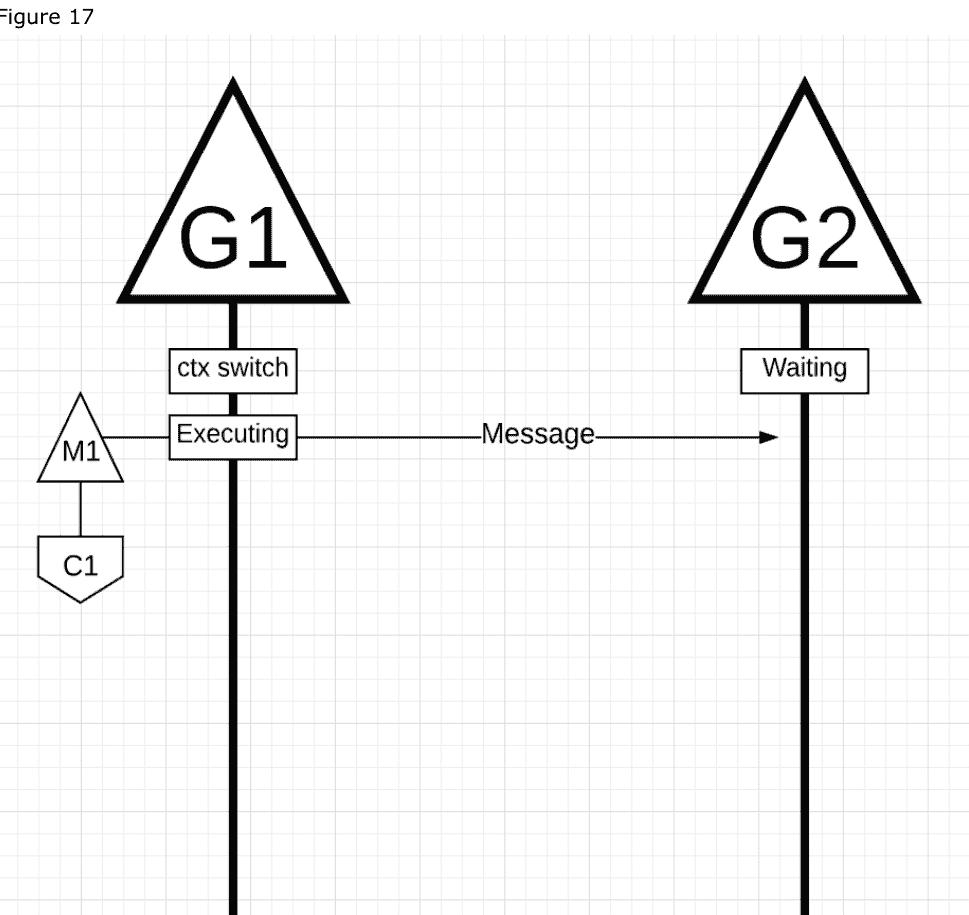 Figure 17
G1
G2
ctx switch
Waiting
Executing
Message
M1
C1